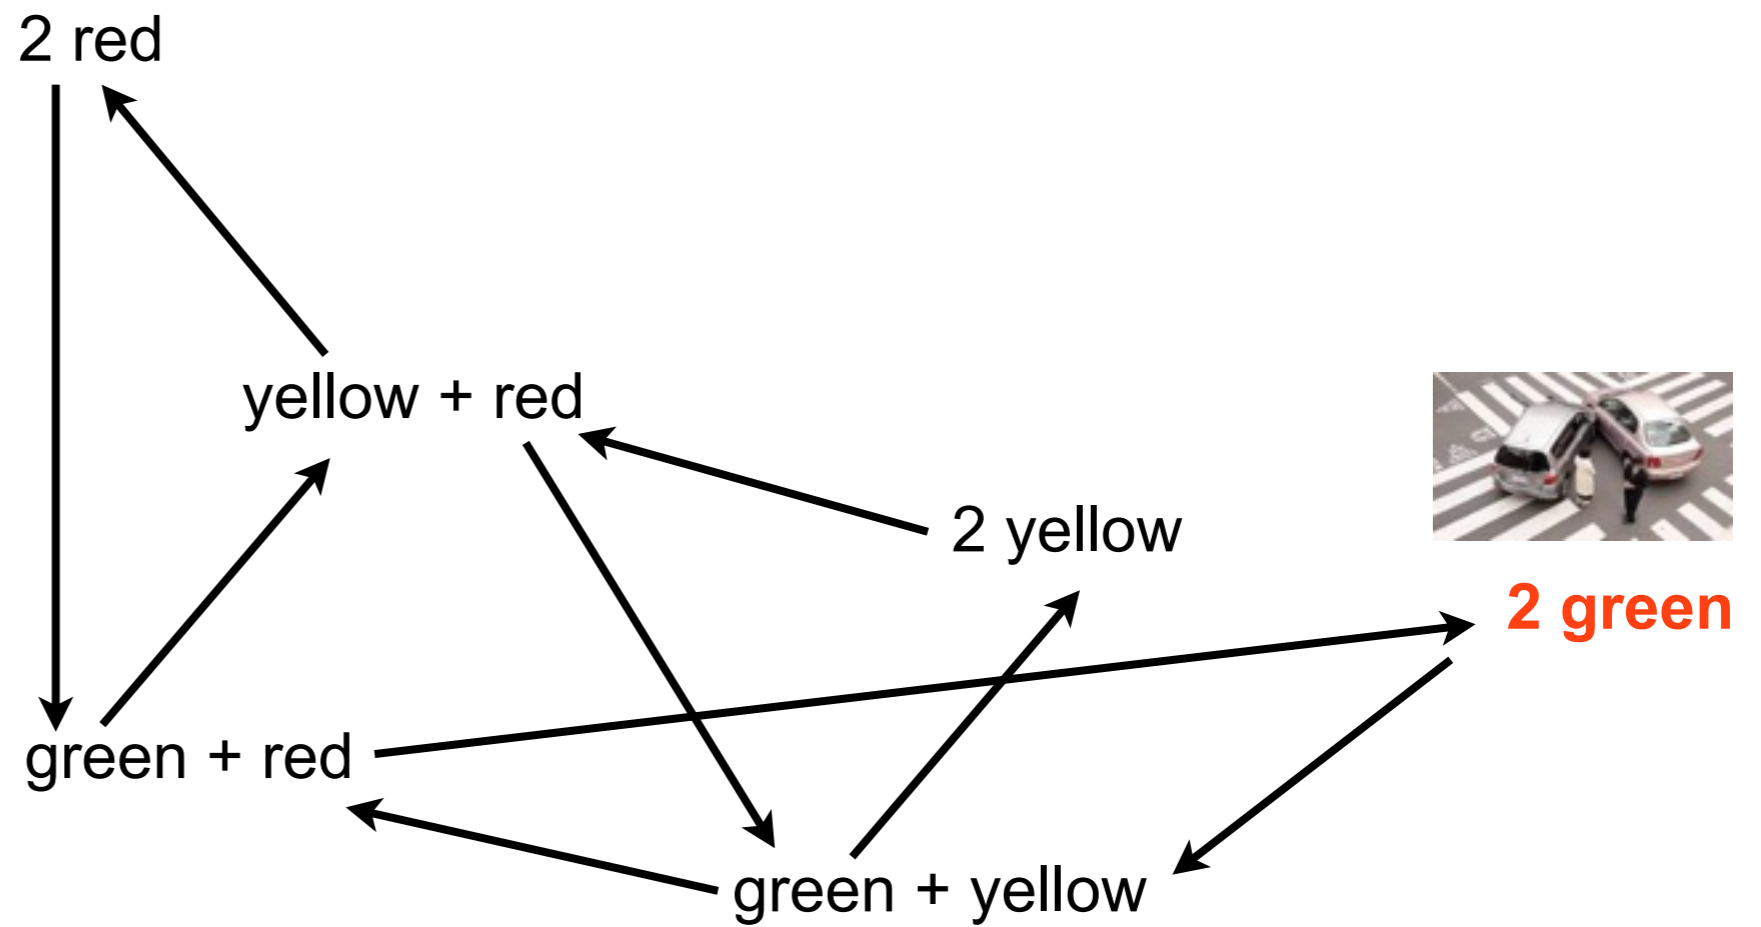 2 red
yellow + red
2 yellow
2 green
green + red
green + yellow